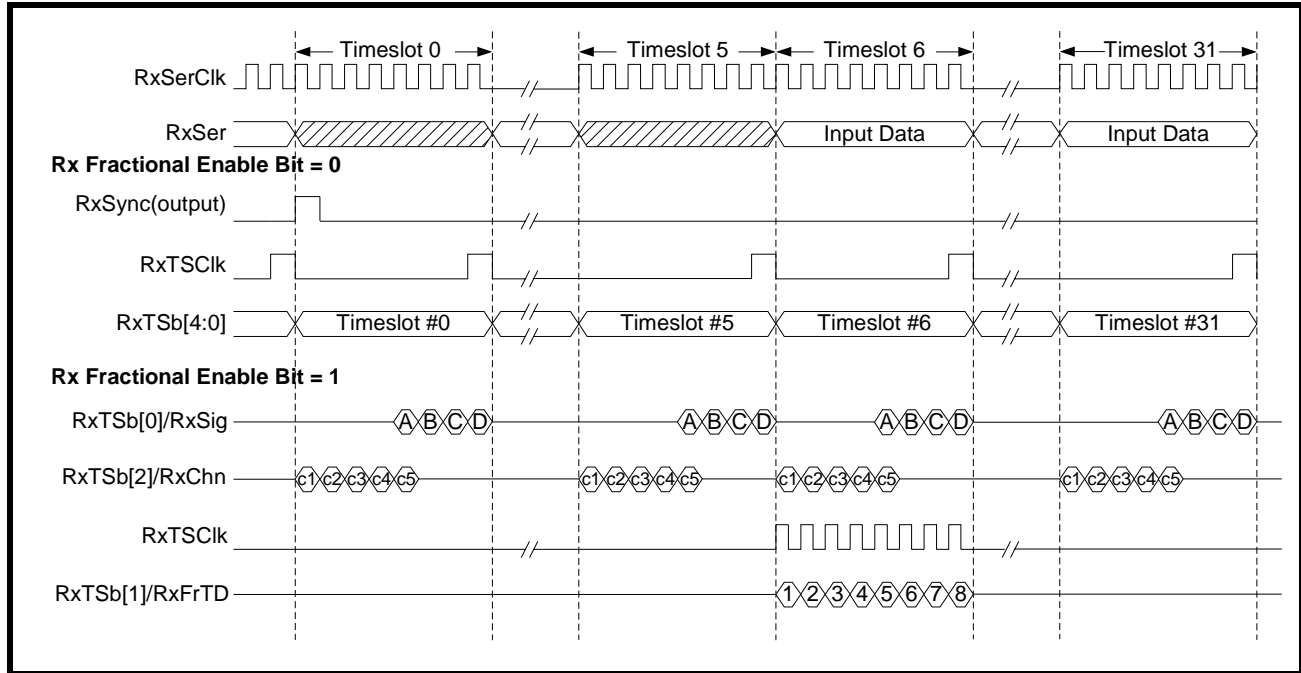 Timeslot 0 Timeslot 5 Timeslot 6 Timeslot 31
RxSerClk
RxSer Input Data Input Data
Rx Fractional Enable Bit = 0
RxSync(output)
RxTSClk
RxTSb[4:0] Timeslot #0 Timeslot #5 Timeslot #6 Timeslot #31
Rx Fractional Enable Bit = 1
RxTSb[0]/RxSig A B C D A B C D A B C D A B C D
RxTSb[2]/RxChn c1 c2 c3 c4 c5 c1 c2 c3 c4 c5 c1 c2 c3 c4 c5 c1 c2 c3 c4 c5
RxTSClk
RxTSb[1]/RxFrTD 1 2 3 4 5 6 7 8